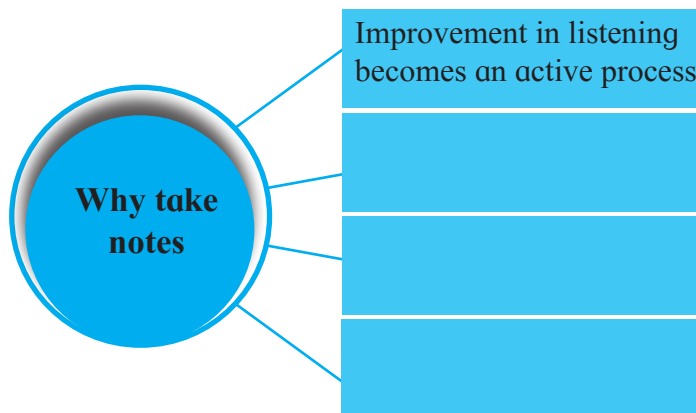 Improvement in listening
becomes an active process
Why take
notes